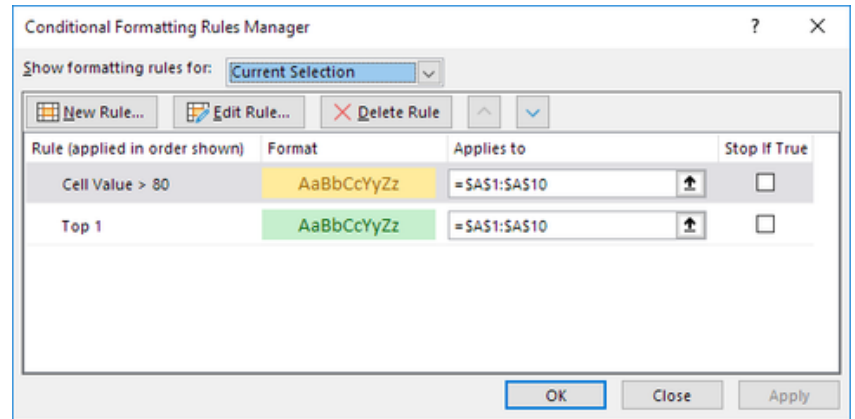 Conditional Formatting Rules Manager ? ×
Show formatting rules for: Current Selection
New Rule... Edit Rule... Delete Rule
Rule (applied in order shown) Format Applies to Stop If True
Cell Value > 80 AaBbCcYyZz =$A$1:$A$10
Top 1 AaBbCcYyZz =$A$1:$A$10
OK Close Apply